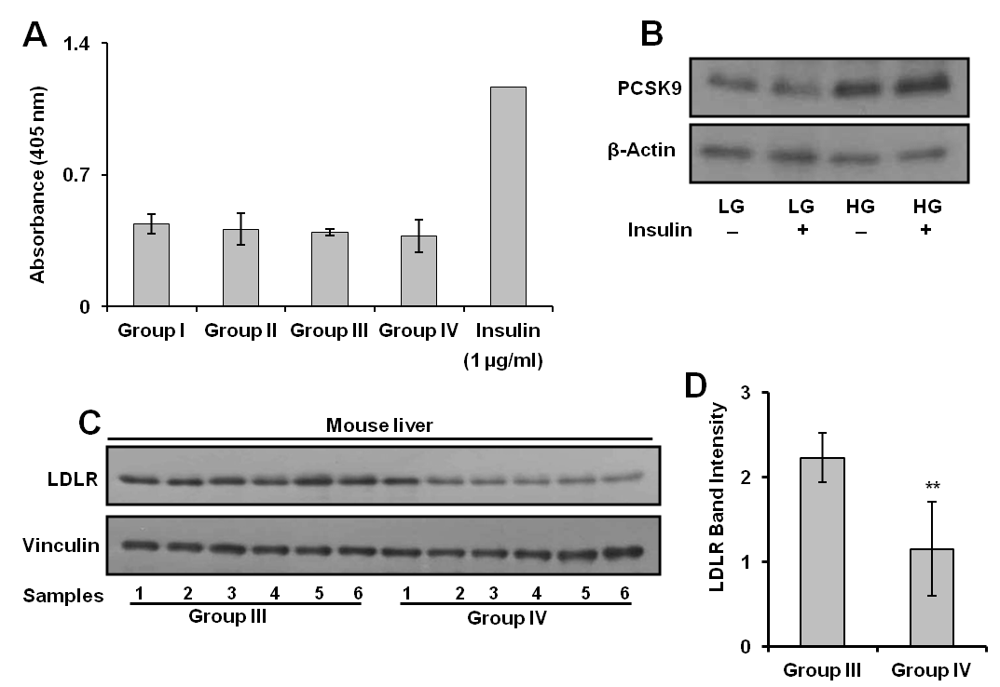 A
1.4
0.7
0
Absorbance (405 nm)
Group I Group II Group III Group IV Insulin
(1 µg/ml)
B
PCSK9
β-Actin
LG LG HG HG
Insulin – + – +
C
Mouse liver
LDLR
Vinculin
Samples 1 2 3 4 5 6 1 2 3 4 5 6
Group III Group IV
D
3
2
1
0
LDLR Band Intensity
**
Group III Group IV